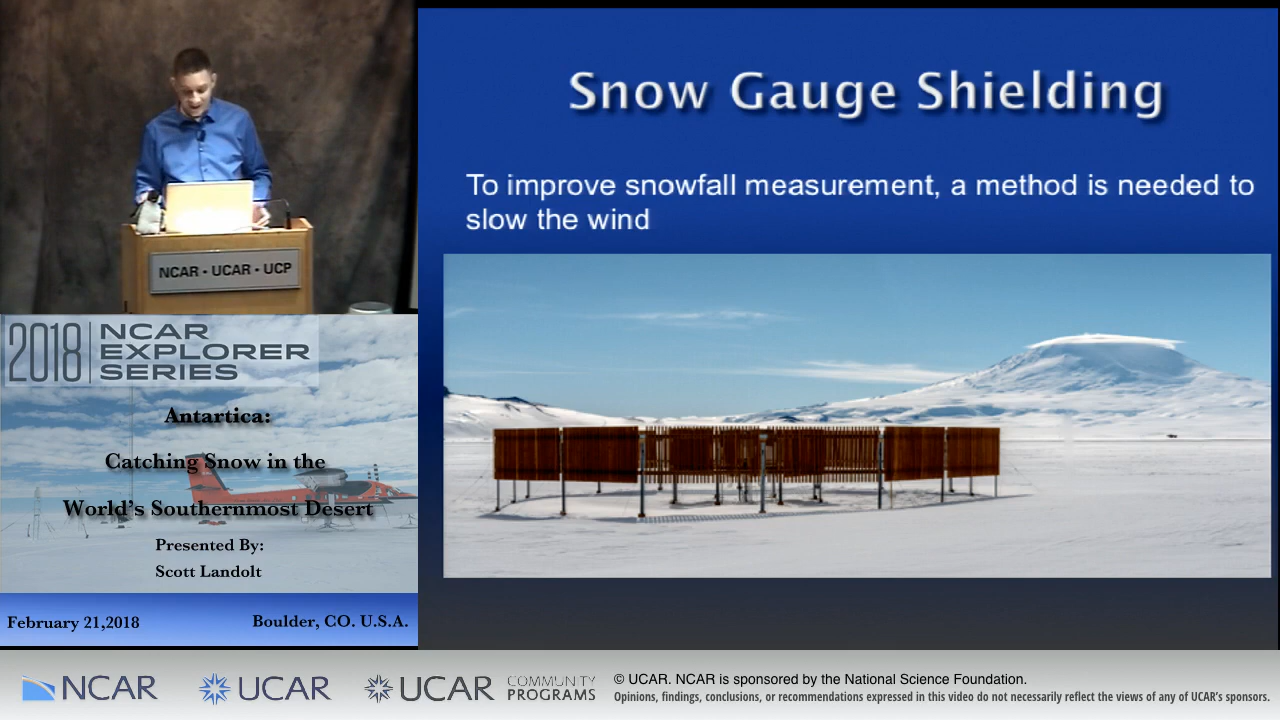 Snow Gauge Shielding
To improve snowfall measurement, a method is needed to
slow the wind
NCAR • UCAR • UCP
2018 NCAR
EXPLORER
SERIES
Antartica:
Catching Snow in the
World's Southernmost Desert
Presented By:
Scott Landolt
February 21,2018
Boulder, CO. U.S.A.
NCAR
UCAR
UCAR COMMUNITY
PROGRAMS
© UCAR. NCAR is sponsored by the National Science Foundation.
Opinions, findings, conclusions, or recommendations expressed in this video do not necessarily reflect the views of any of UCAR's sponsors.